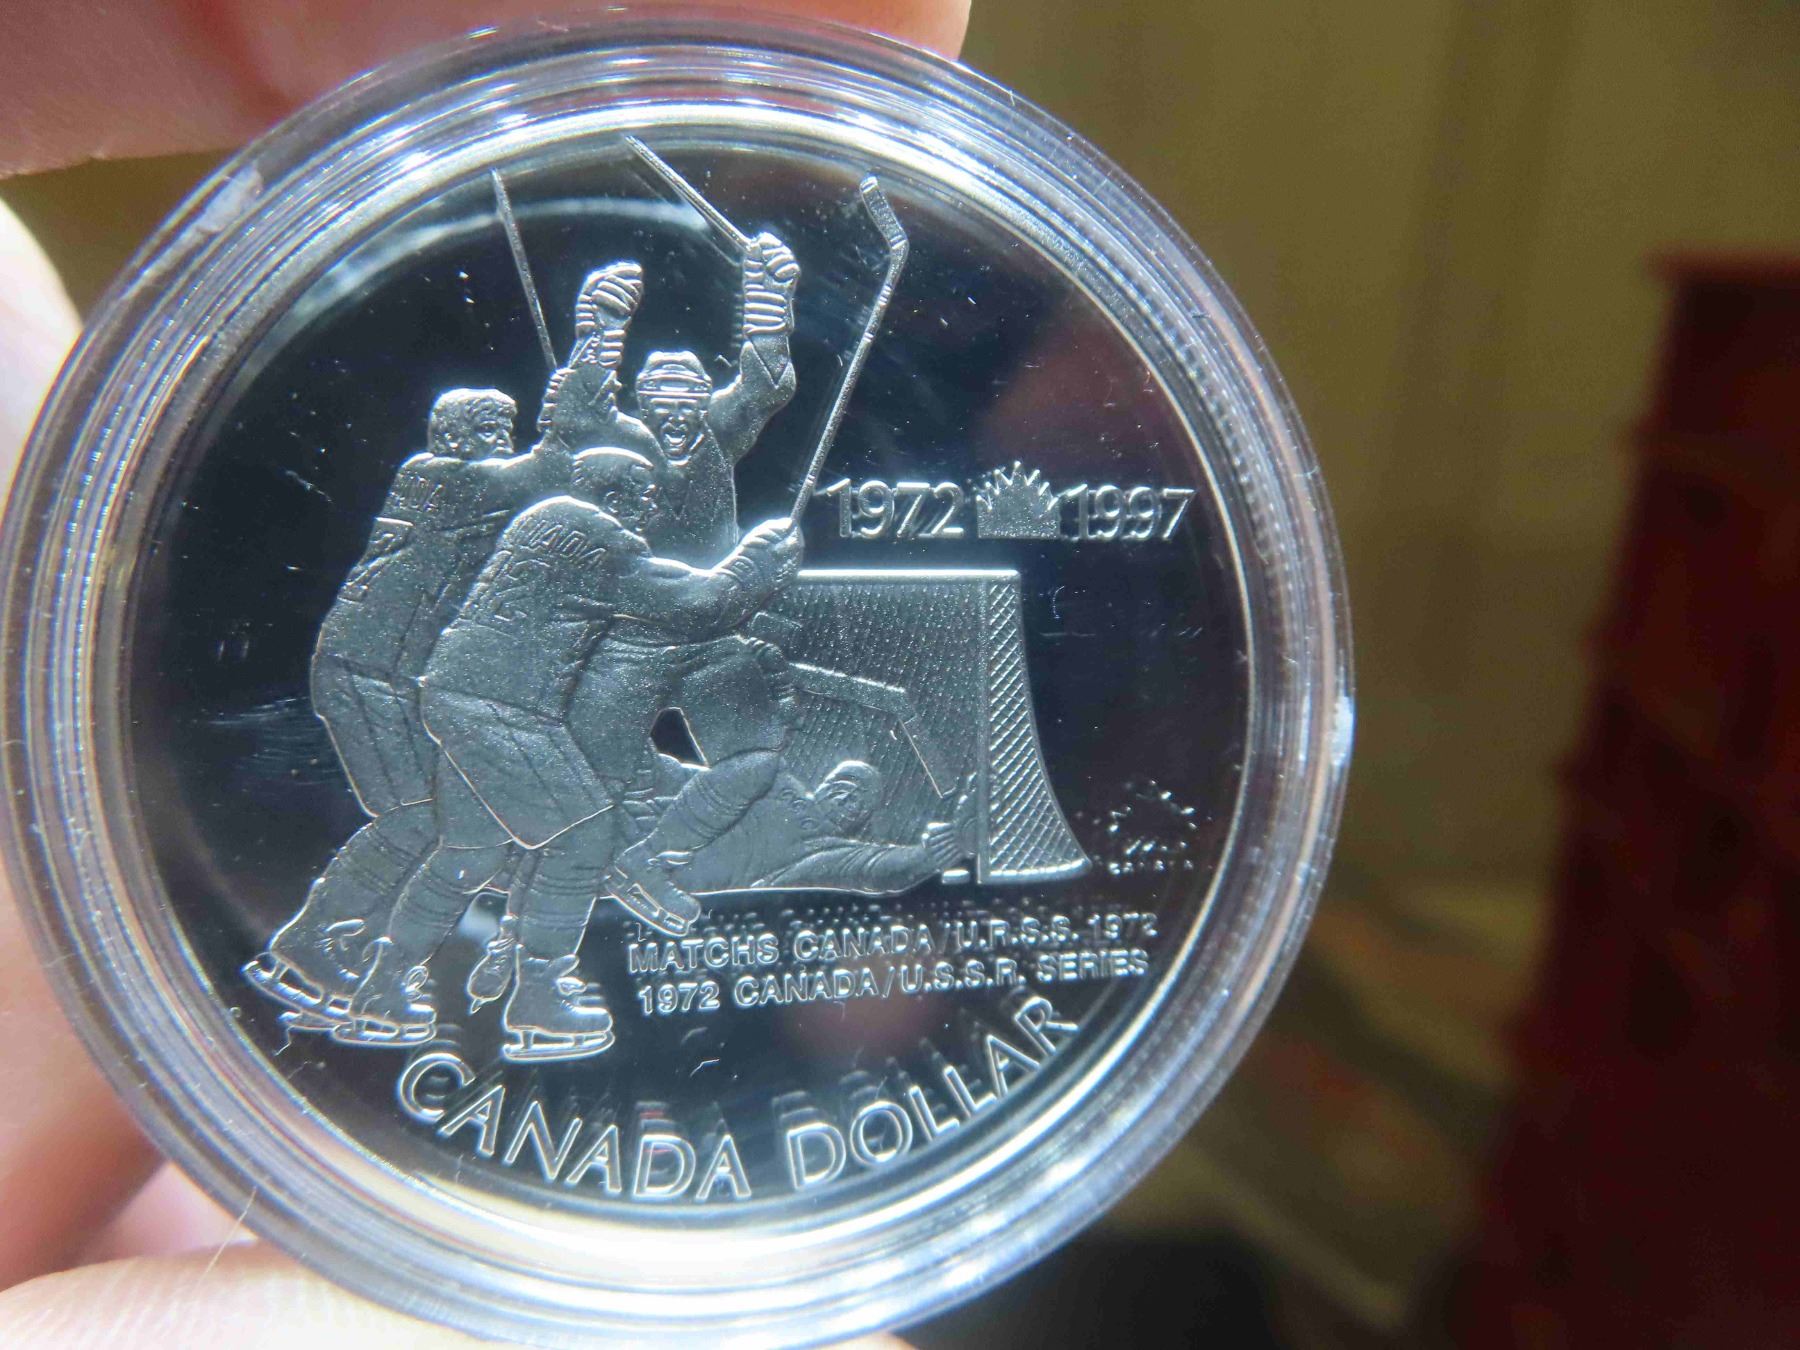 1972 1997
MATCHS CANADA/U.R.S.S. 1972
1972 CANADA/U.S.S.R. SERIES
CANADA DOLLAR